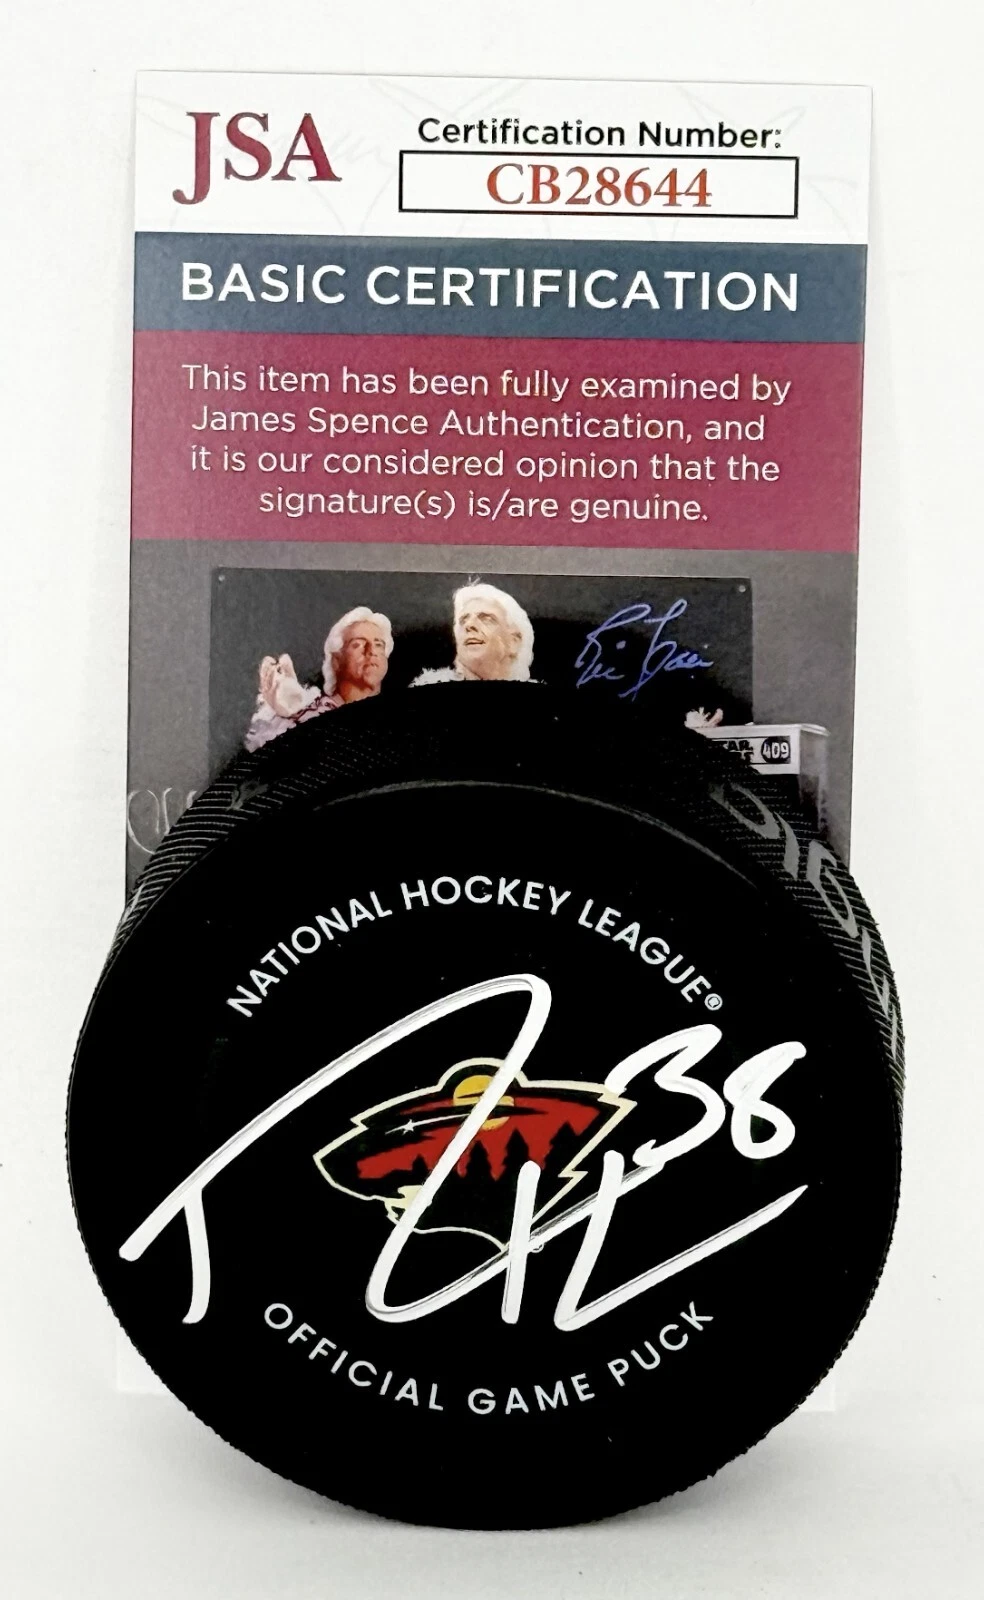 JSA
Certification Number:
CB28644
BASIC CERTIFICATION
This item has been fully examined by
James Spence Authentication, and
it is our considered opinion that the
signature(s) is/are genuine.
409
NATIONAL HOCKEY LEAGUE®
38
OFFICIAL GAME PUCK